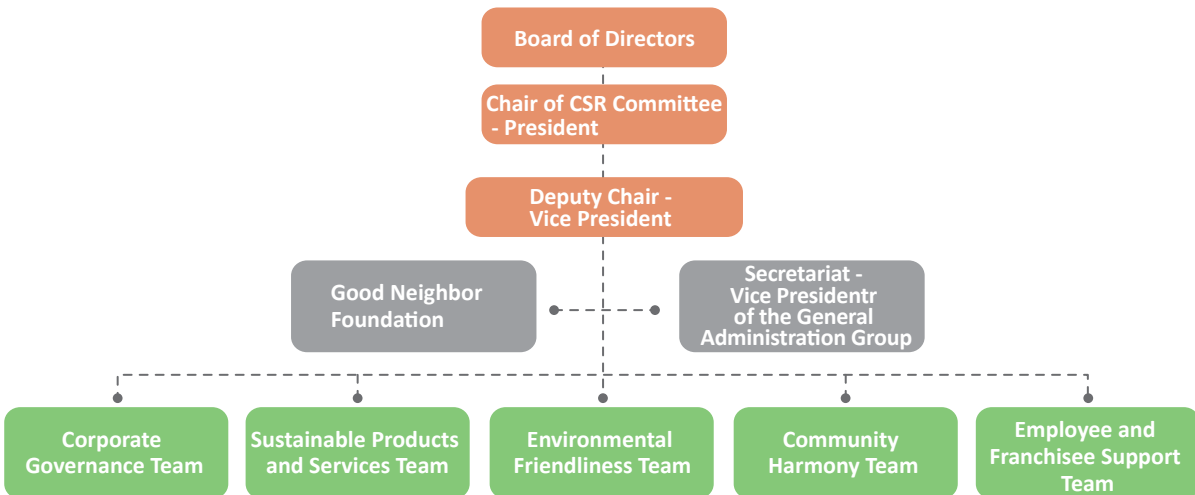 Board of Directors
Chair of CSR Committee
- President
Deputy Chair -
Vice President
Good Neighbor
Foundation
Secretariat -
Vice Presidentr
of the General
Administration Group
Corporate
Governance Team
Sustainable Products
and Services Team
Environmental
Friendliness Team
Community
Harmony Team
Employee and
Franchisee Support
Team